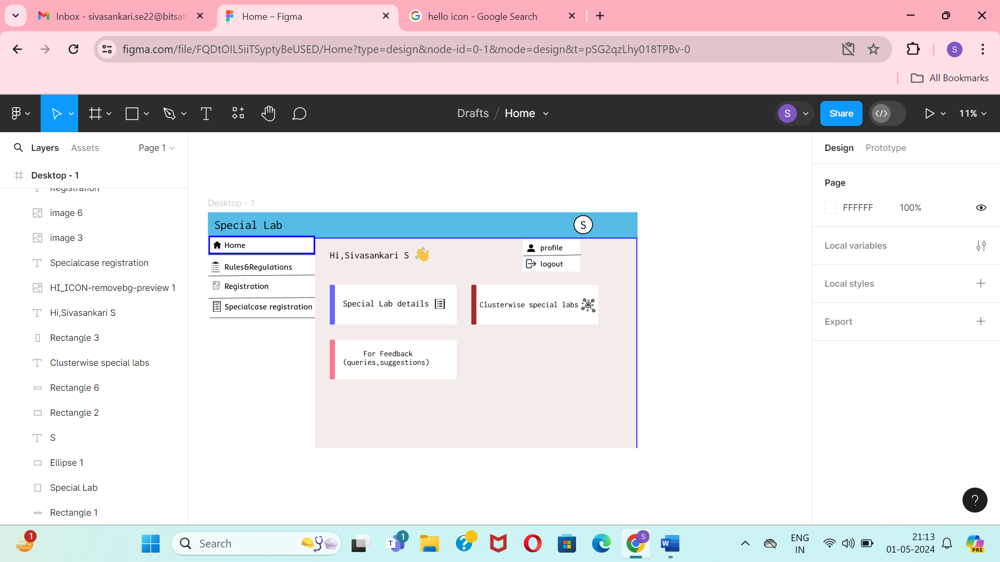 Inbox - sivasankari.se22@bitsat
Home – Figma
hello icon - Google Search
figma.com/file/FQDtOIL5iiTSyptyBeUSED/Home?type=design&node-id=0-1&mode=design&t=pSG2qzLhy018TPBv-0
S
All Bookmarks
Drafts / Home
S
Share
11%
Layers
Assets
Page 1
Design
Prototype
Desktop - 1
Registration
image 6
image 3
Specialcase registration
HI_ICON-removebg-preview 1
Hi,Sivasankari S
Rectangle 3
Clusterwise special labs
Rectangle 6
Rectangle 2
S
Ellipse 1
Special Lab
Rectangle 1
Desktop - 1
Special Lab
S
Home
Rules&Regulations
Registration
Specialcase registration
Hi,Sivasankari S
profile
logout
Special Lab details
Clusterwise special labs
For Feedback
(queries,suggestions)
Page
FFFFFF
100%
Local variables
Local styles
Export
?
1
Search
1
S
ENG
IN
21:13
01-05-2024
PRE